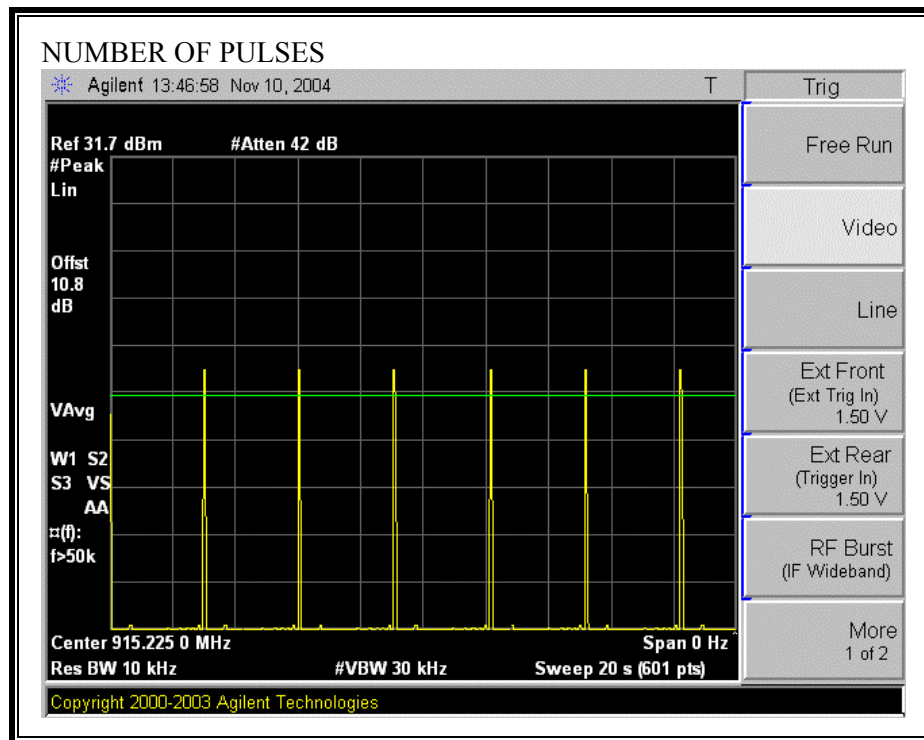 NUMBER OF PULSES
Agilent 13:46:58 Nov 10, 2004 T
Ref 31.7 dBm #Atten 42 dB
#Peak
Lin
Offst
10.8
dB
VAvg
W1 S2
S3 VS
AA
¤(f):
f>50k
Center 915.225 0 MHz Span 0 Hz^
Res BW 10 kHz #VBW 30 kHz Sweep 20 s (601 pts)
Copyright 2000-2003 Agilent Technologies
Trig
Free Run
Video
Line
Ext Front
(Ext Trig In)
1.50 V
Ext Rear
(Trigger In)
1.50 V
RF Burst
(IF Wideband)
More
1 of 2